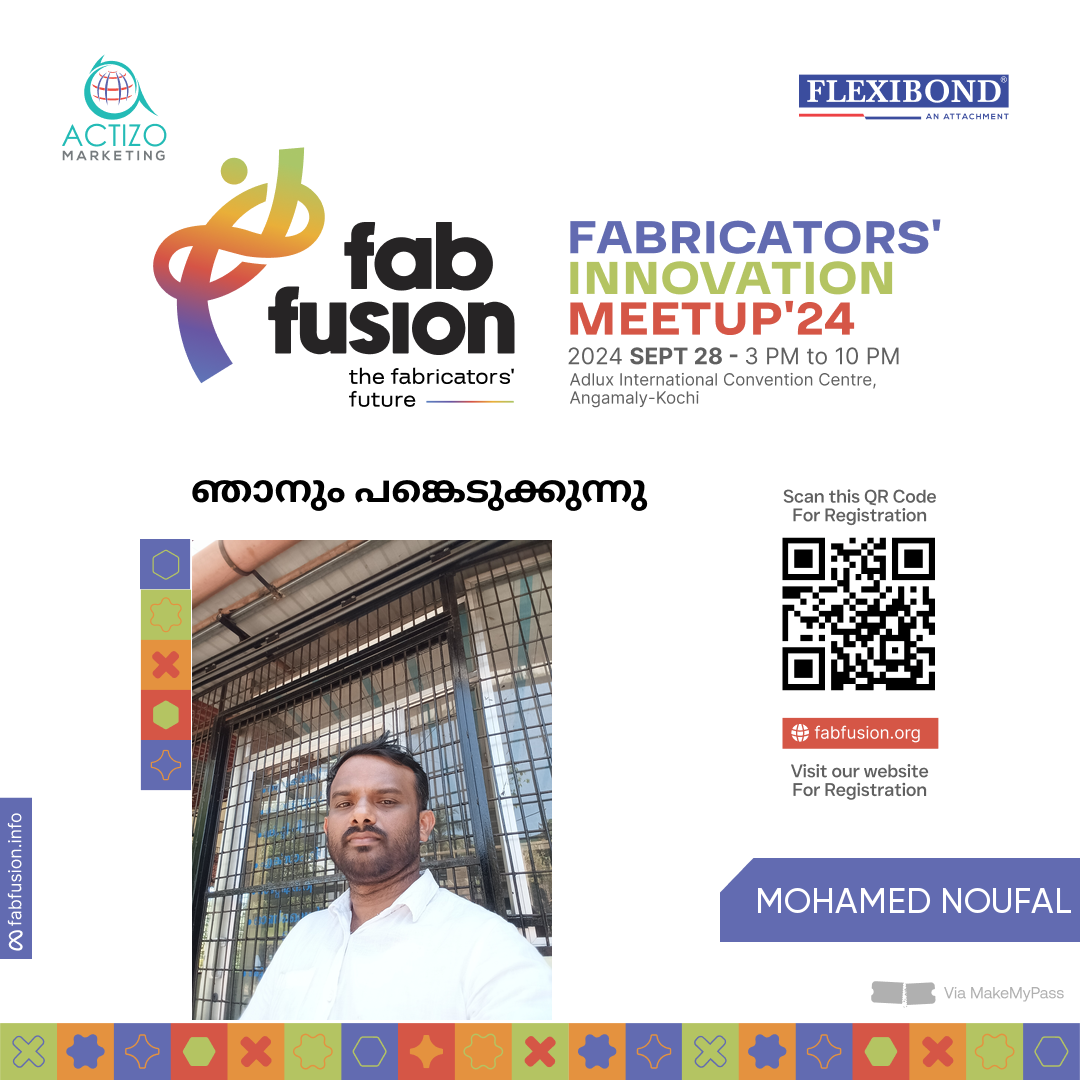 ACTIZO
MARKETING
FLEXIBOND®
AN ATTACHMENT
fab
fusion
the fabricators'
future
FABRICATORS'
INNOVATION
MEETUP'24
2024 SEPT 28 - 3 PM to 10 PM
Adlux International Convention Centre,
Angamaly-Kochi
ഞാനും പങ്കെടുക്കുന്നു
Scan this QR Code
For Registration
fabfusion.org
Visit our website
For Registration
fabfusion.info
MOHAMED NOUFAL
Via MakeMyPass